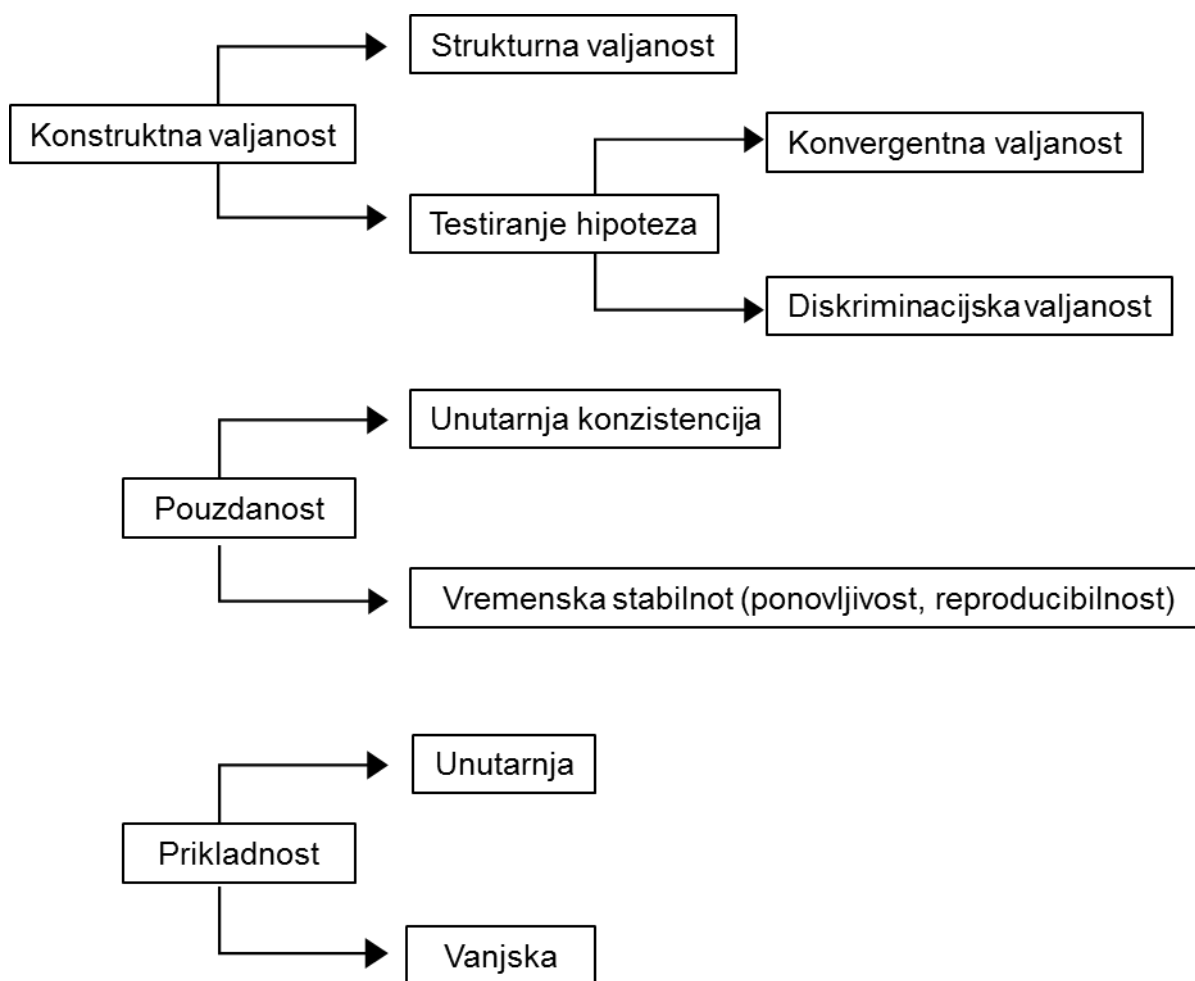 Strukturna valjanost
Konstruktna valjanost
Konvergentna valjanost
Testiranje hipoteza
Diskriminacijska valjanost
Unutarnja konzistencija
Pouzdanost
Vremenska stabilnot (ponovljivost, reproducibilnost)
Unutarnja
Prikladnost
Vanjska